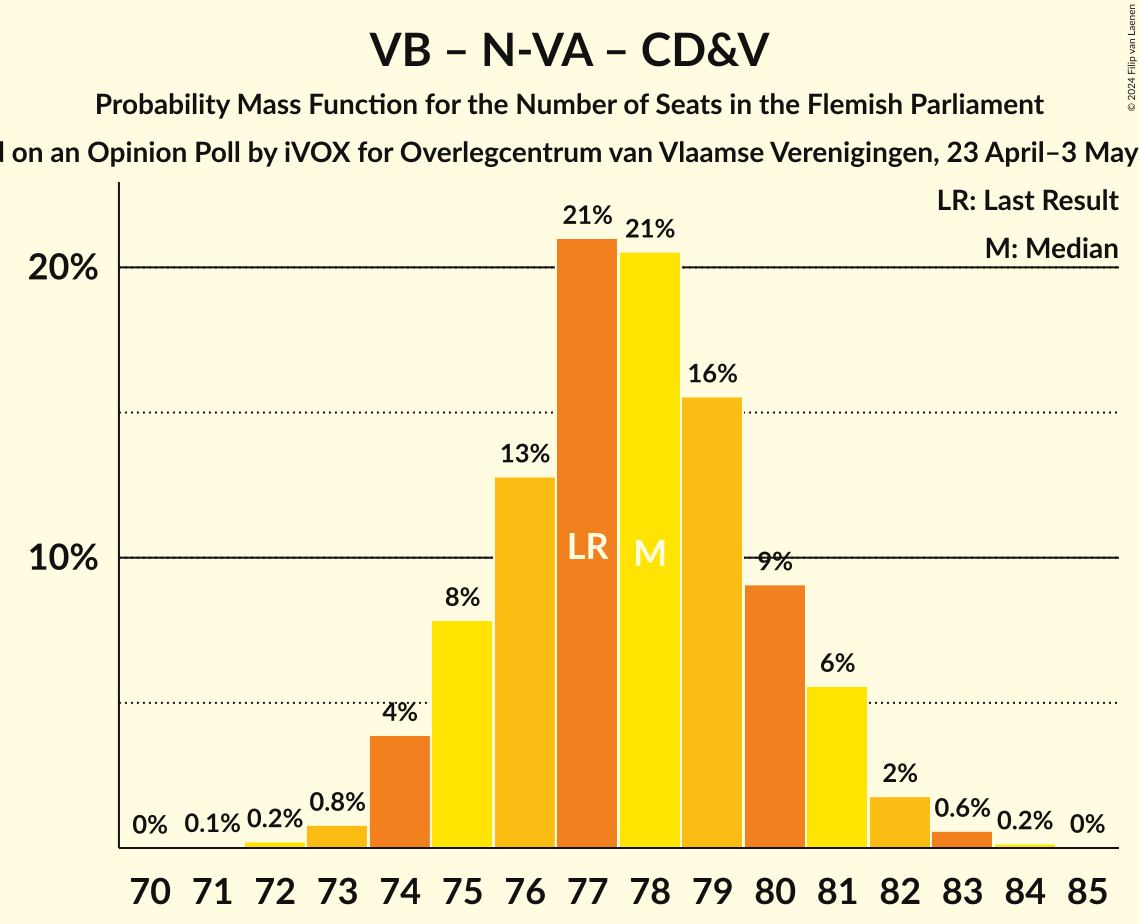 VB – N-VA – CD&V
Probability Mass Function for the Number of Seats in the Flemish Parliament
on an Opinion Poll by iVOX for Overlegcentrum van Vlaamse Verenigingen, 23 April–3 May
© 2024 Filip van Laenen
LR: Last Result
M: Median
20%
10%
0% 0.1% 0.2% 0.8% 4% 8% 13% 21% 21% 16% 9% 6% 2% 0.6% 0.2% 0%
LR M
70 71 72 73 74 75 76 77 78 79 80 81 82 83 84 85